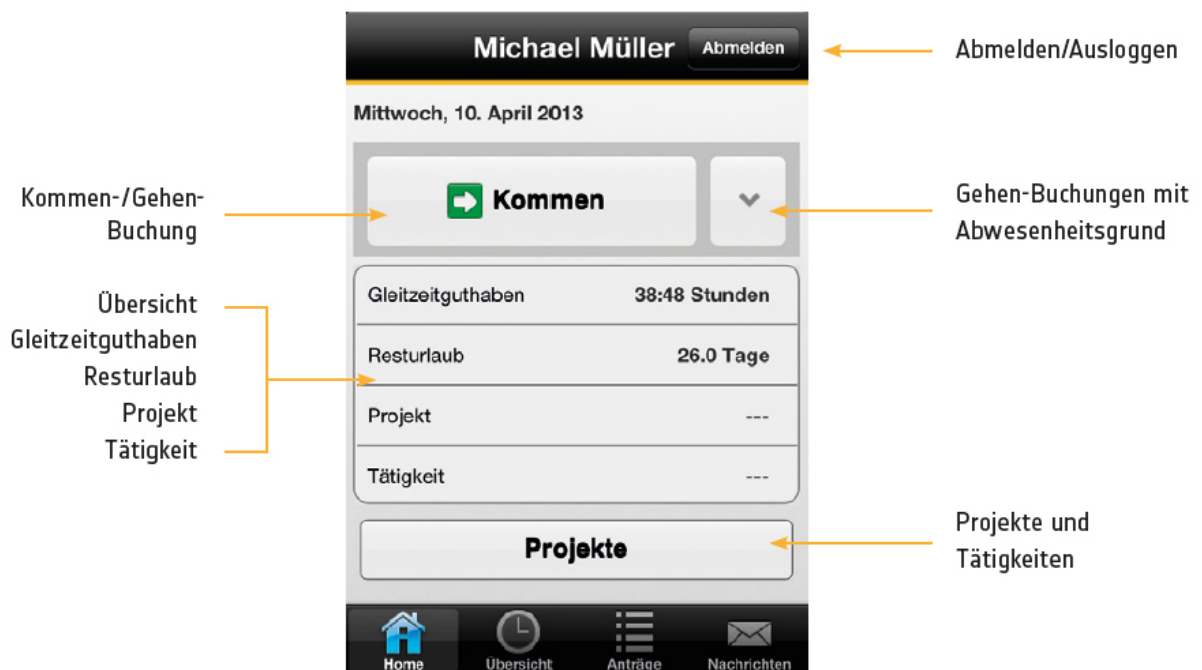 Michael Müller
Abmelden
Abmelden/Ausloggen
Mittwoch, 10. April 2013
Kommen-/Gehen-
Buchung
Kommen
Gehen-Buchungen mit
Abwesenheitsgrund
Übersicht
Gleitzeitguthaben
Resturlaub
Projekt
Tätigkeit
Gleitzeitguthaben 38:48 Stunden
Resturlaub 26.0 Tage
Projekt ---
Tätigkeit ---
Projekte
Projekte und
Tätigkeiten
Home Übersicht Anträge Nachrichten